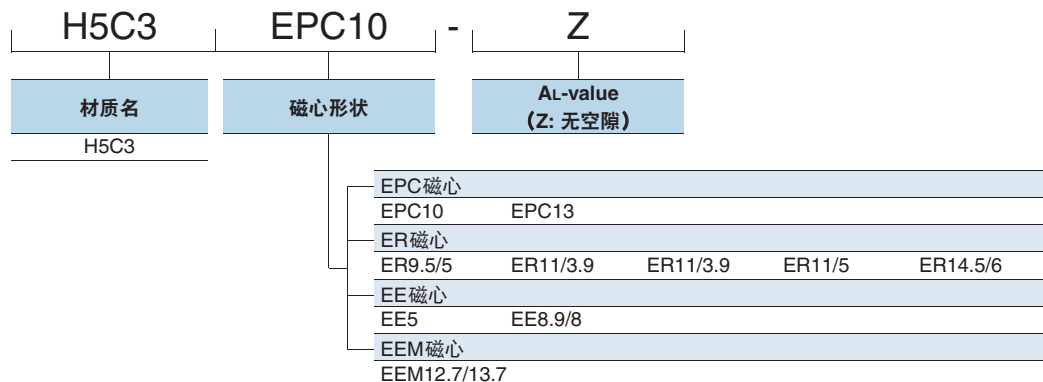 H5C3 EPC10 - Z
材质名 磁心形状 AL-value
(Z: 无空隙)
H5C3
EPC磁心
EPC10 EPC13
ER磁心
ER9.5/5 ER11/3.9 ER11/3.9 ER11/5 ER14.5/6
EE磁心
EE5 EE8.9/8
EEM磁心
EEM12.7/13.7